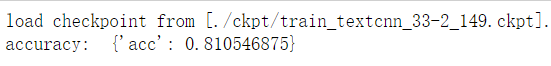 load checkpoint from [./ckpt/train_textcnn_33-2_149.ckpt].
accuracy:  {'acc': 0.810546875}